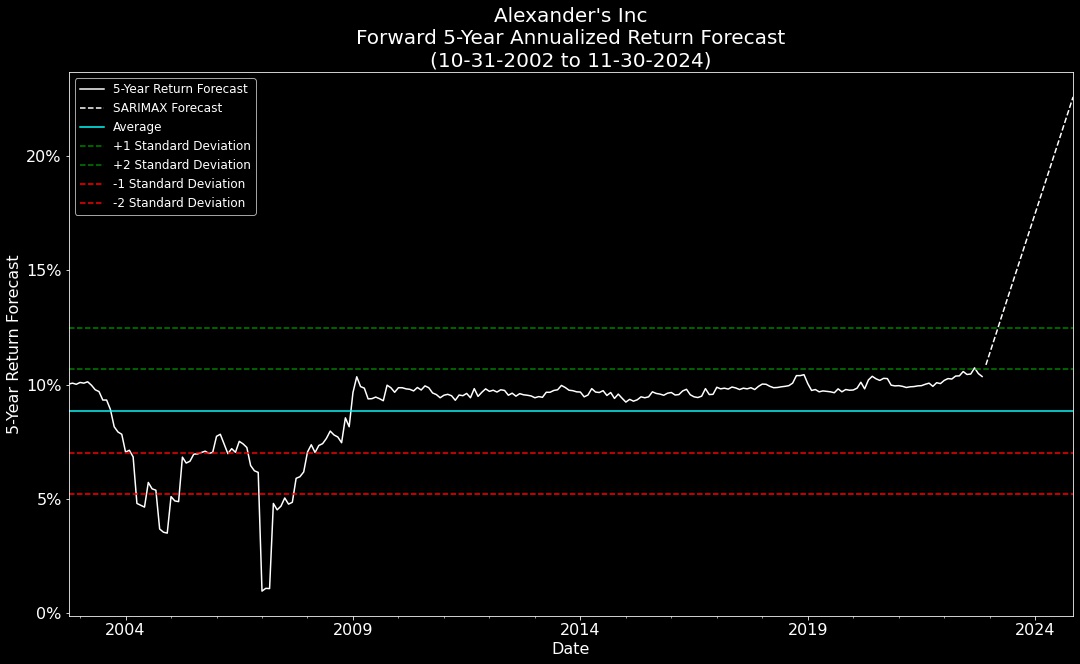 Alexander's Inc
Forward 5-Year Annualized Return Forecast
(10-31-2002 to 11-30-2024)
5-Year Return Forecast
SARIMAX Forecast
Average
+1 Standard Deviation
+2 Standard Deviation
-1 Standard Deviation
-2 Standard Deviation
5-Year Return Forecast
20%
15%
10%
5%
0%
2004
2009
2014
2019
2024
Date